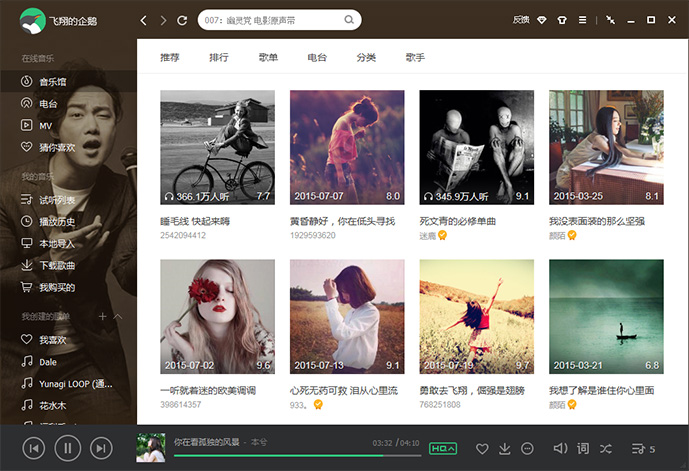 飞翔的企鹅
007：幽灵党 电影原声带
反馈
在线音乐
音乐馆
电台
MV
猜你喜欢
我的音乐
试听列表
播放历史
本地导入
下载歌曲
我购买的
我创建的歌单
我喜欢
Dale
Yunagi LOOP (通...
花水木
推荐 排行 歌单 电台 分类 歌手
366.1万人听 7.7
2015-07-07 8.0
345.9万人听 9.1
2015-03-25 8.1
睡毛线 快起来嗨
2542094412
黄昏静好，你在低头寻找
1929593620
死文青的必修单曲
迷癮
我没表面装的那么坚强
颜陌
2015-07-02 9.6
2015-07-13 9.1
2015-07-19 9.7
2015-03-21 6.8
一听就着迷的欧美调调
398614357
心死无药可救 泪从心里流
933。
勇敢去飞翔，倔强是翅膀
768251808
我想了解是谁住你心里面
颜陌
你在看孤独的风景 - 本兮
03:32 / 04:10
HQ
词
5